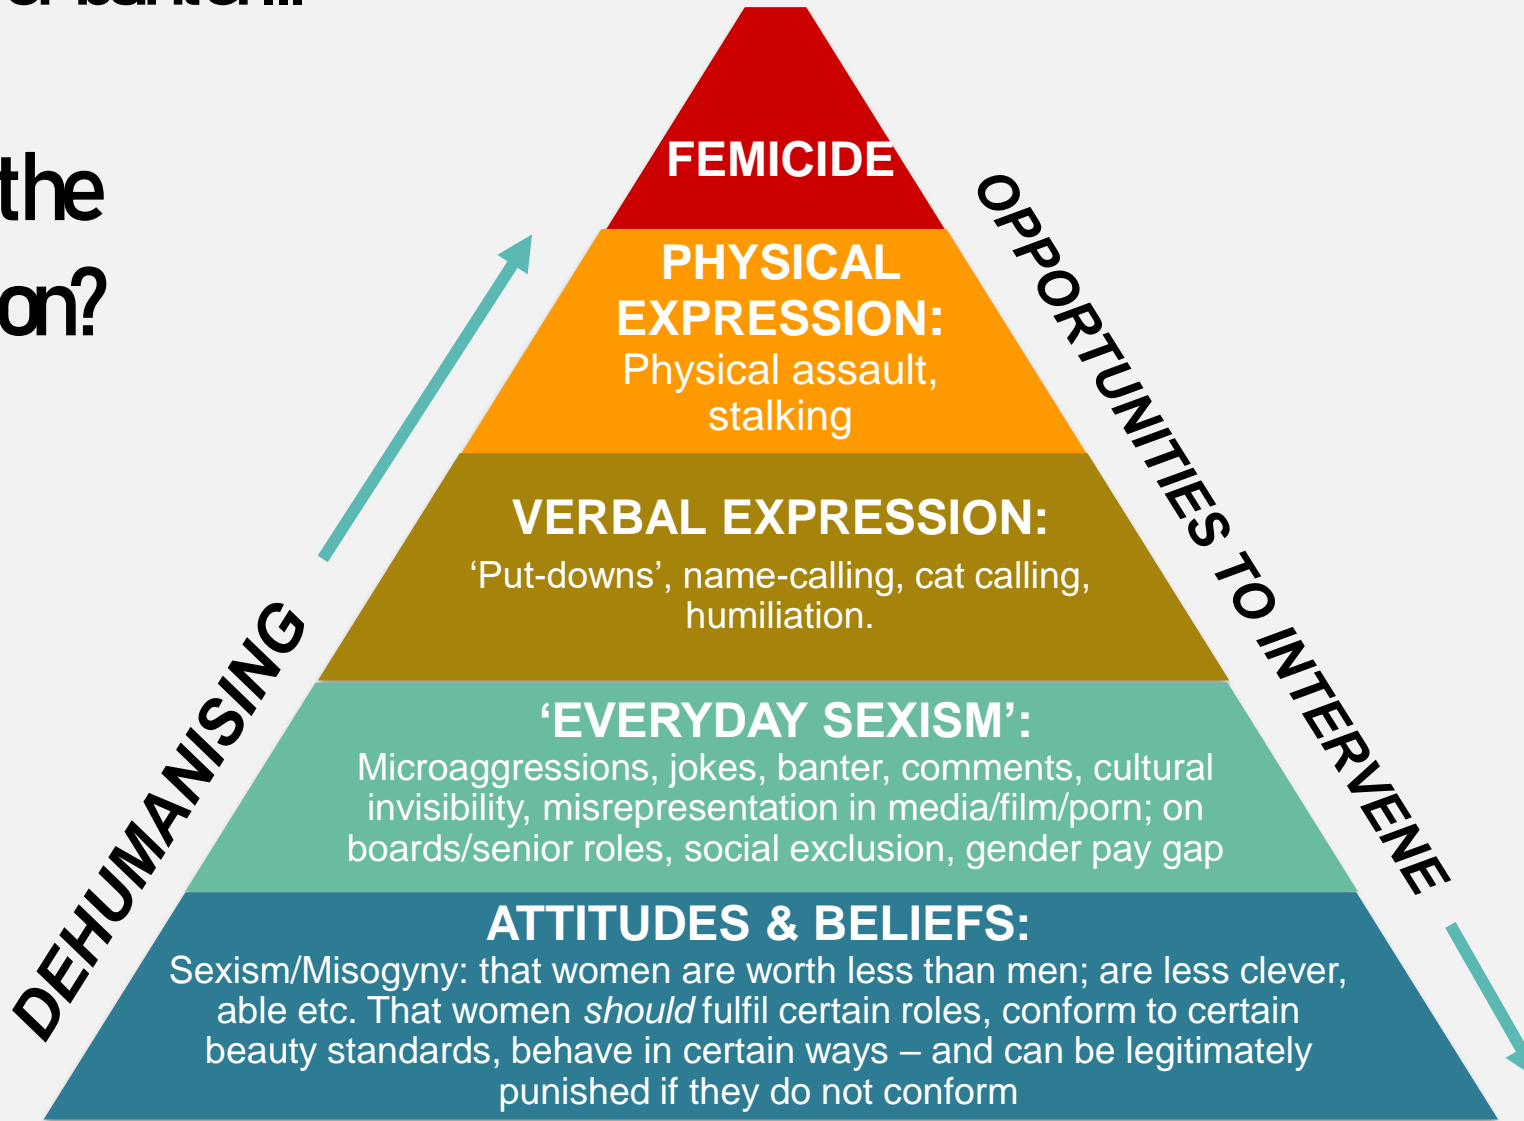 the
on?
FEMICIDE
PHYSICAL
EXPRESSION:
Physical assault,
stalking
VERBAL EXPRESSION:
‘Put-downs’, name-calling, cat calling,
humiliation.
‘EVERYDAY SEXISM’:
Microaggressions, jokes, banter, comments, cultural
invisibility, misrepresentation in media/film/porn; on
boards/senior roles, social exclusion, gender pay gap
ATTITUDES & BELIEFS:
Sexism/Misogyny: that women are worth less than men; are less clever,
able etc. That women should fulfil certain roles, conform to certain
beauty standards, behave in certain ways – and can be legitimately
punished if they do not conform
DEHUMANISING
OPPORTUNITIES TO INTERVENE